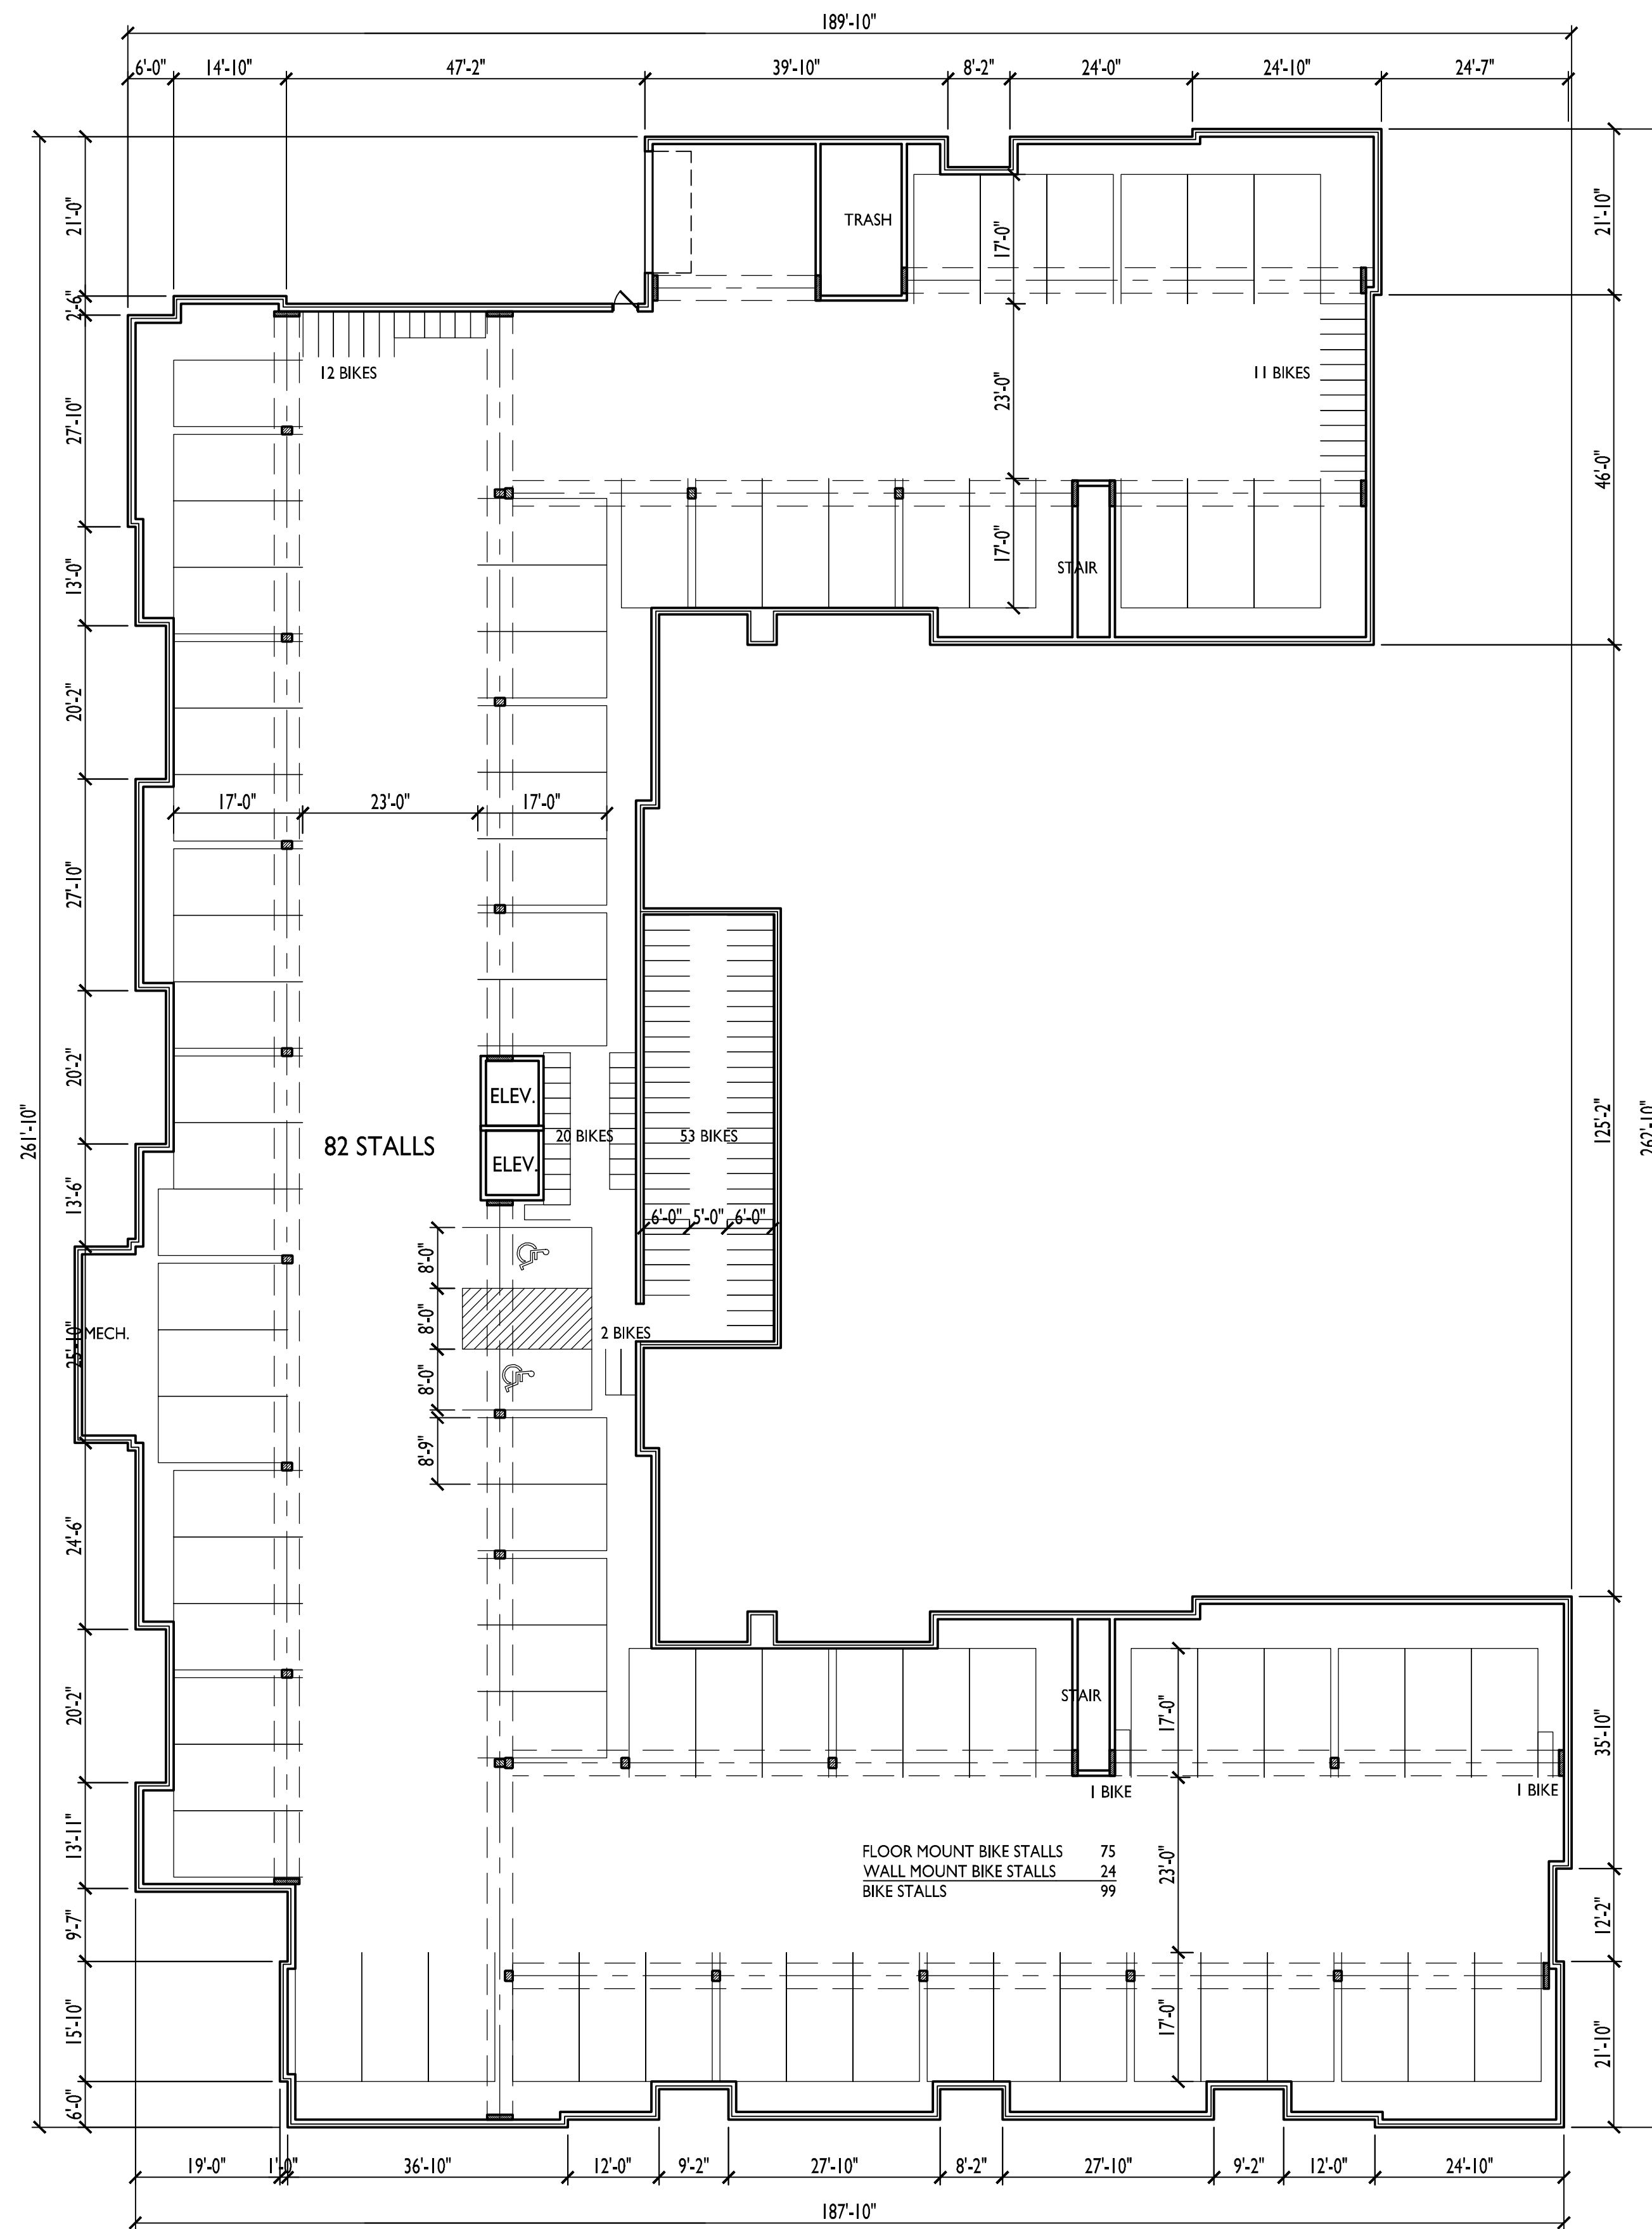 189'-10"
6'-0" 14'-10" 47'-2" 39'-10" 8'-2" 24'-0" 24'-10" 24'-7"
21'-0"
TRASH
17'-0"
21'-10"
2'-6"
12 BIKES
11 BIKES
27'-10"
23'-0"
46'-0"
13'-0"
17'-0"
STAIR
20'-2"
17'-0" 23'-0" 17'-0"
27'-10"
20'-2"
ELEV.
261'-10"
82 STALLS
20 BIKES
53 BIKES
125'-2"
262'-10"
ELEV.
13'-6"
6'-0" 5'-0" 6'-0"
8'-0"
25'-10"
MECH.
8'-0"
2 BIKES
8'-0"
8'-9"
24'-6"
20'-2"
STAIR
17'-0"
35'-10"
1 BIKE
1 BIKE
13'-11"
FLOOR MOUNT BIKE STALLS 75
WALL MOUNT BIKE STALLS 24
BIKE STALLS 99
23'-0"
9'-7"
12'-2"
15'-10"
17'-0"
21'-10"
6'-0"
19'-0" 1'-0" 36'-10" 12'-0" 9'-2" 27'-10" 8'-2" 27'-10" 9'-2" 12'-0" 24'-10"
187'-10"